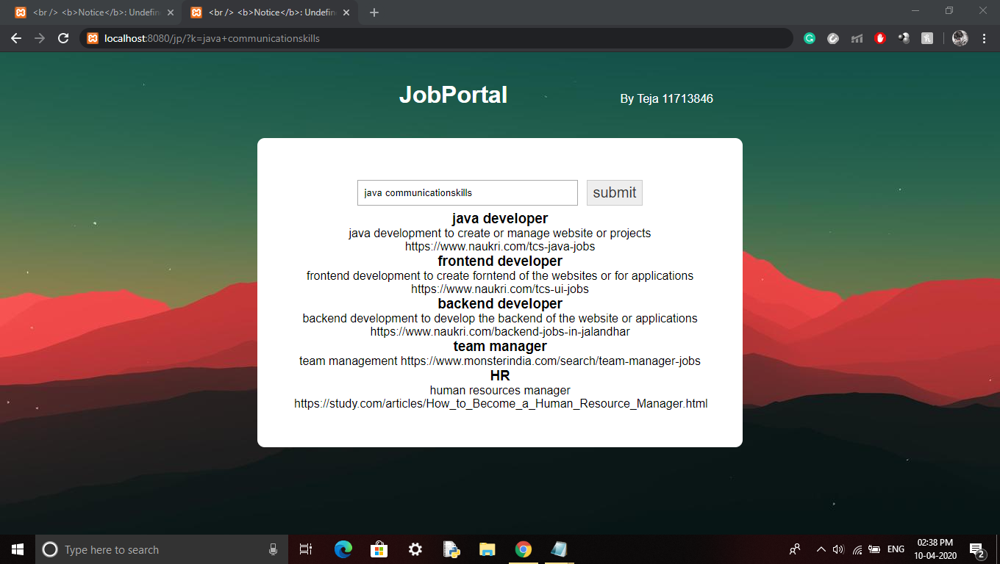 <br /> <b>Notice</b>: Undefin
<br /> <b>Notice</b>: Undefin
localhost:8080/jp/?k=java+communicationskills
JobPortal
By Teja 11713846
java communicationskills
submit
java developer
java development to create or manage website or projects
https://www.naukri.com/tcs-java-jobs
frontend developer
frontend development to create forntend of the websites or for applications
https://www.naukri.com/tcs-ui-jobs
backend developer
backend development to develop the backend of the website or applications
https://www.naukri.com/backend-jobs-in-jalandhar
team manager
team management https://www.monsterindia.com/search/team-manager-jobs
HR
human resources manager
https://study.com/articles/How_to_Become_a_Human_Resource_Manager.html
Type here to search
ENG
02:38 PM
10-04-2020
2